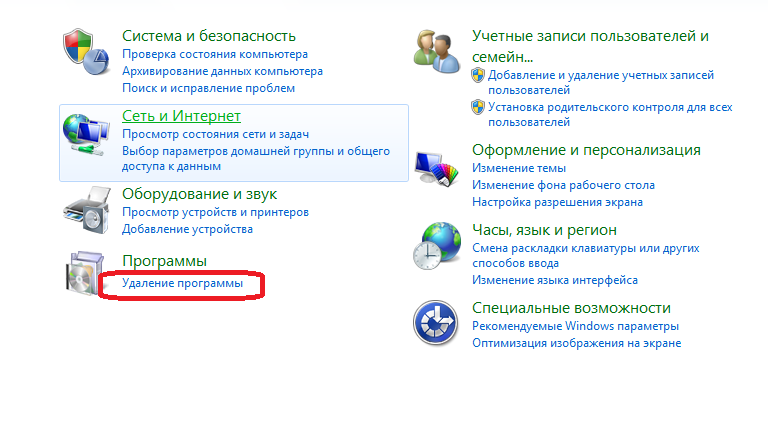 Система и безопасность
Проверка состояния компьютера
Архивирование данных компьютера
Поиск и исправление проблем
Сеть и Интернет
Просмотр состояния сети и задач
Выбор параметров домашней группы и общего
доступа к данным
Оборудование и звук
Просмотр устройств и принтеров
Добавление устройства
Программы
Удаление программы
Учетные записи пользователей и
семейн...
Добавление и удаление учетных записей
пользователей
Установка родительского контроля для всех
пользователей
Оформление и персонализация
Изменение темы
Изменение фона рабочего стола
Настройка разрешения экрана
Часы, язык и регион
Смена раскладки клавиатуры или других
способов ввода
Изменение языка интерфейса
Специальные возможности
Рекомендуемые Windows параметры
Оптимизация изображения на экране